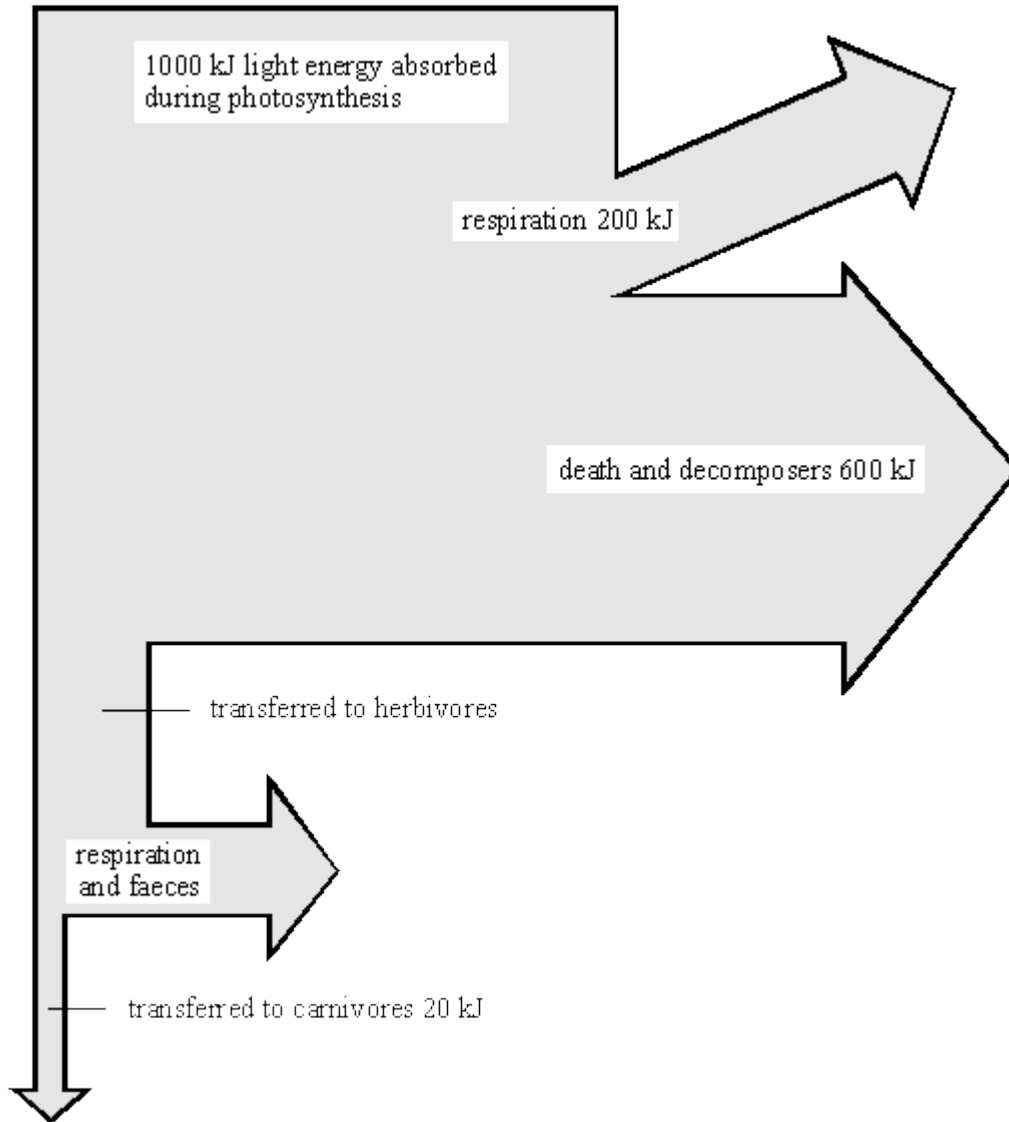 1000 kJ light energy absorbed
during photosynthesis
respiration 200 kJ
death and decomposers 600 kJ
transferred to herbivores
respiration
and faeces
transferred to carnivores 20 kJ